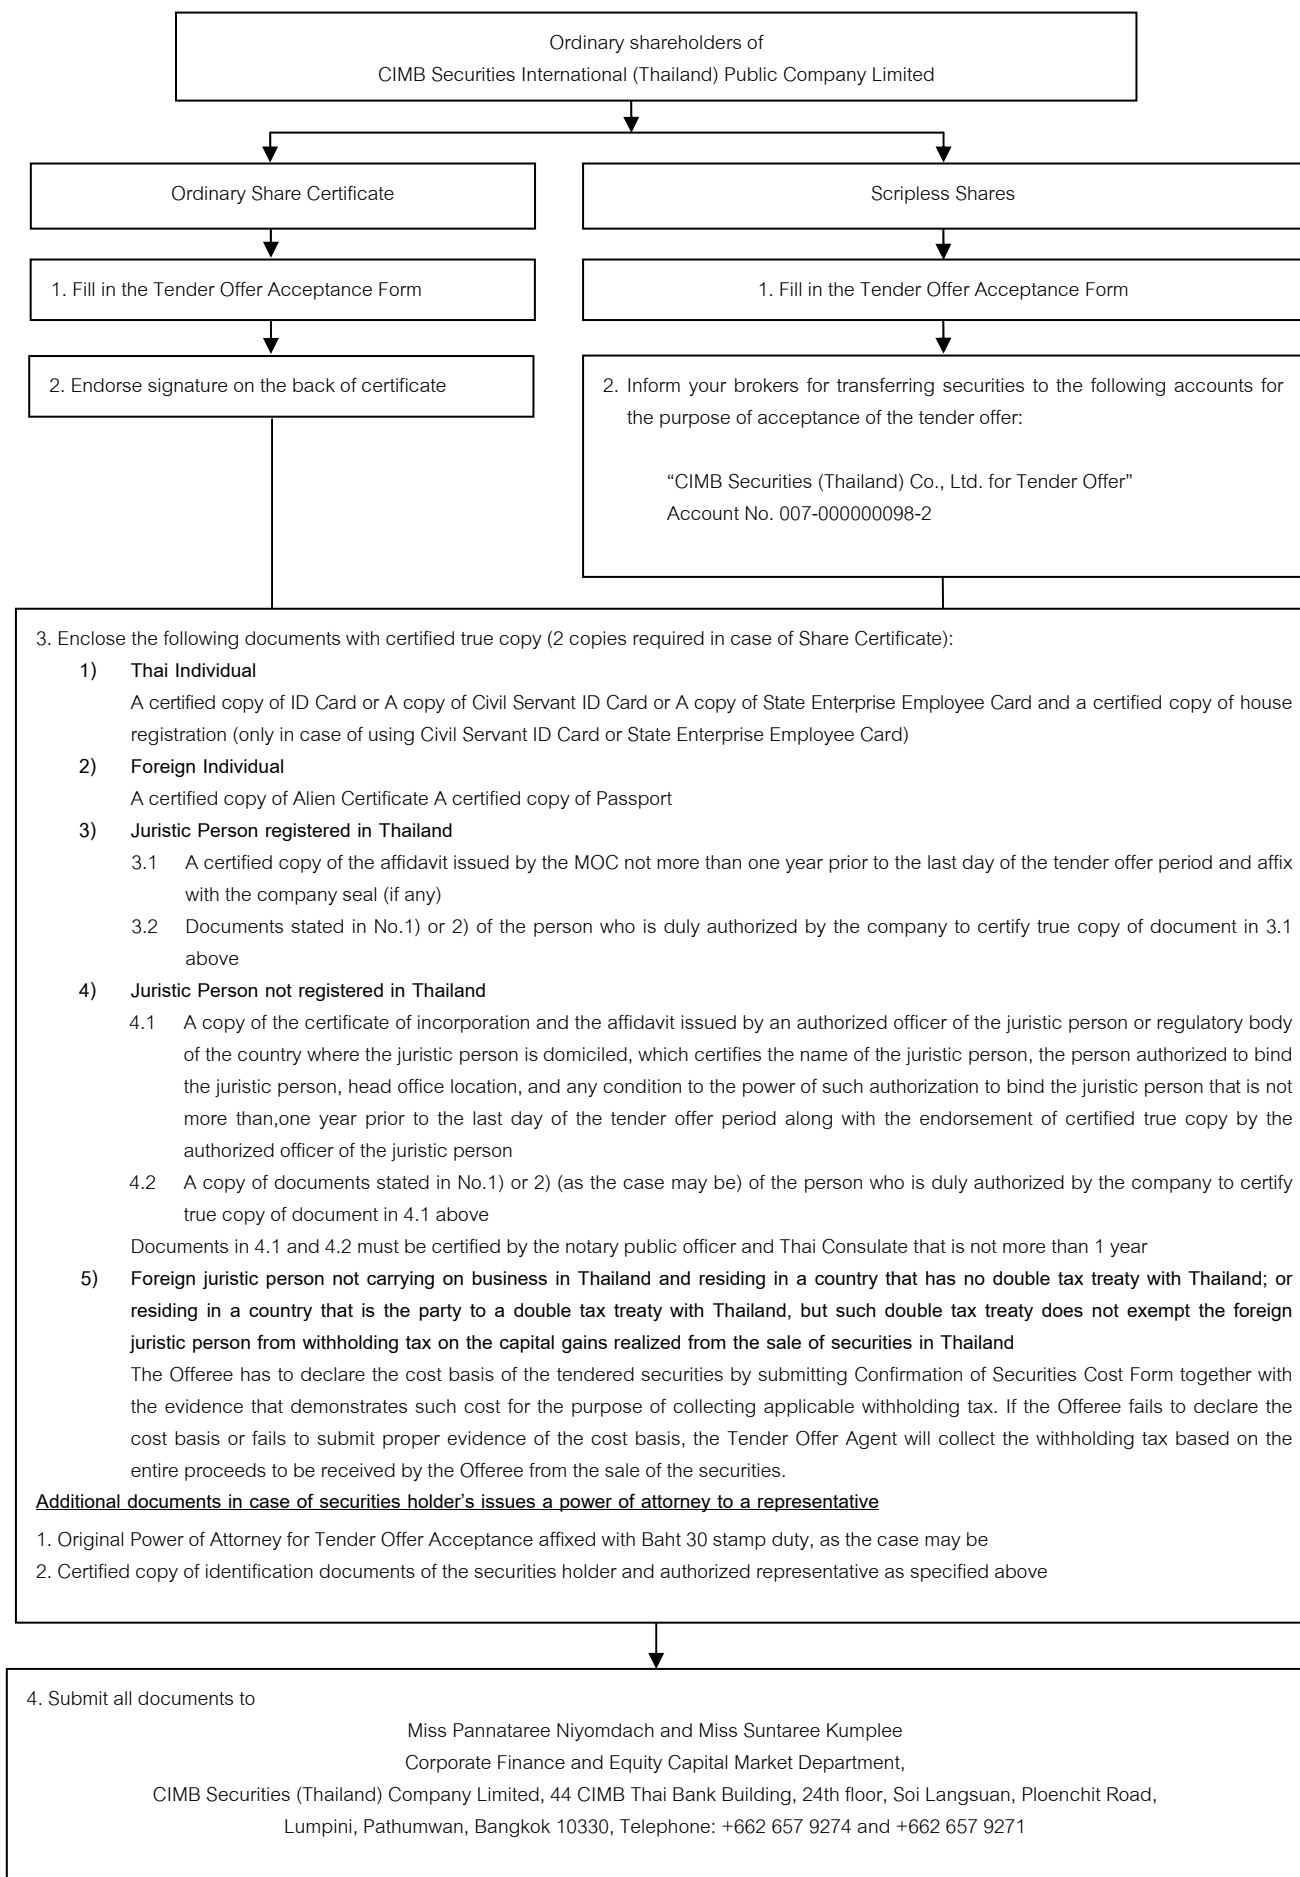 Ordinary shareholders of
CIMB Securities International (Thailand) Public Company Limited
Ordinary Share Certificate
Scripless Shares
1. Fill in the Tender Offer Acceptance Form
1. Fill in the Tender Offer Acceptance Form
2. Endorse signature on the back of certificate
2. Inform your brokers for transferring securities to the following accounts for
the purpose of acceptance of the tender offer:
“CIMB Securities (Thailand) Co., Ltd. for Tender Offer”
Account No. 007-000000098-2
3. Enclose the following documents with certified true copy (2 copies required in case of Share Certificate):
1) Thai Individual
A certified copy of ID Card or A copy of Civil Servant ID Card or A copy of State Enterprise Employee Card and a certified copy of house
registration (only in case of using Civil Servant ID Card or State Enterprise Employee Card)
2) Foreign Individual
A certified copy of Alien Certificate A certified copy of Passport
3) Juristic Person registered in Thailand
3.1 A certified copy of the affidavit issued by the MOC not more than one year prior to the last day of the tender offer period and affix
with the company seal (if any)
3.2 Documents stated in No.1) or 2) of the person who is duly authorized by the company to certify true copy of document in 3.1
above
4) Juristic Person not registered in Thailand
4.1 A copy of the certificate of incorporation and the affidavit issued by an authorized officer of the juristic person or regulatory body
of the country where the juristic person is domiciled, which certifies the name of the juristic person, the person authorized to bind
the juristic person, head office location, and any condition to the power of such authorization to bind the juristic person that is not
more than,one year prior to the last day of the tender offer period along with the endorsement of certified true copy by the
authorized officer of the juristic person
4.2 A copy of documents stated in No.1) or 2) (as the case may be) of the person who is duly authorized by the company to certify
true copy of document in 4.1 above
Documents in 4.1 and 4.2 must be certified by the notary public officer and Thai Consulate that is not more than 1 year
5) Foreign juristic person not carrying on business in Thailand and residing in a country that has no double tax treaty with Thailand; or
residing in a country that is the party to a double tax treaty with Thailand, but such double tax treaty does not exempt the foreign
juristic person from withholding tax on the capital gains realized from the sale of securities in Thailand
The Offeree has to declare the cost basis of the tendered securities by submitting Confirmation of Securities Cost Form together with
the evidence that demonstrates such cost for the purpose of collecting applicable withholding tax. If the Offeree fails to declare the
cost basis or fails to submit proper evidence of the cost basis, the Tender Offer Agent will collect the withholding tax based on the
entire proceeds to be received by the Offeree from the sale of the securities.
Additional documents in case of securities holder’s issues a power of attorney to a representative
1. Original Power of Attorney for Tender Offer Acceptance affixed with Baht 30 stamp duty, as the case may be
2. Certified copy of identification documents of the securities holder and authorized representative as specified above
4. Submit all documents to
Miss Pannataree Niyomdach and Miss Suntaree Kumplee
Corporate Finance and Equity Capital Market Department,
CIMB Securities (Thailand) Company Limited, 44 CIMB Thai Bank Building, 24th floor, Soi Langsuan, Ploenchit Road,
Lumpini, Pathumwan, Bangkok 10330, Telephone: +662 657 9274 and +662 657 9271